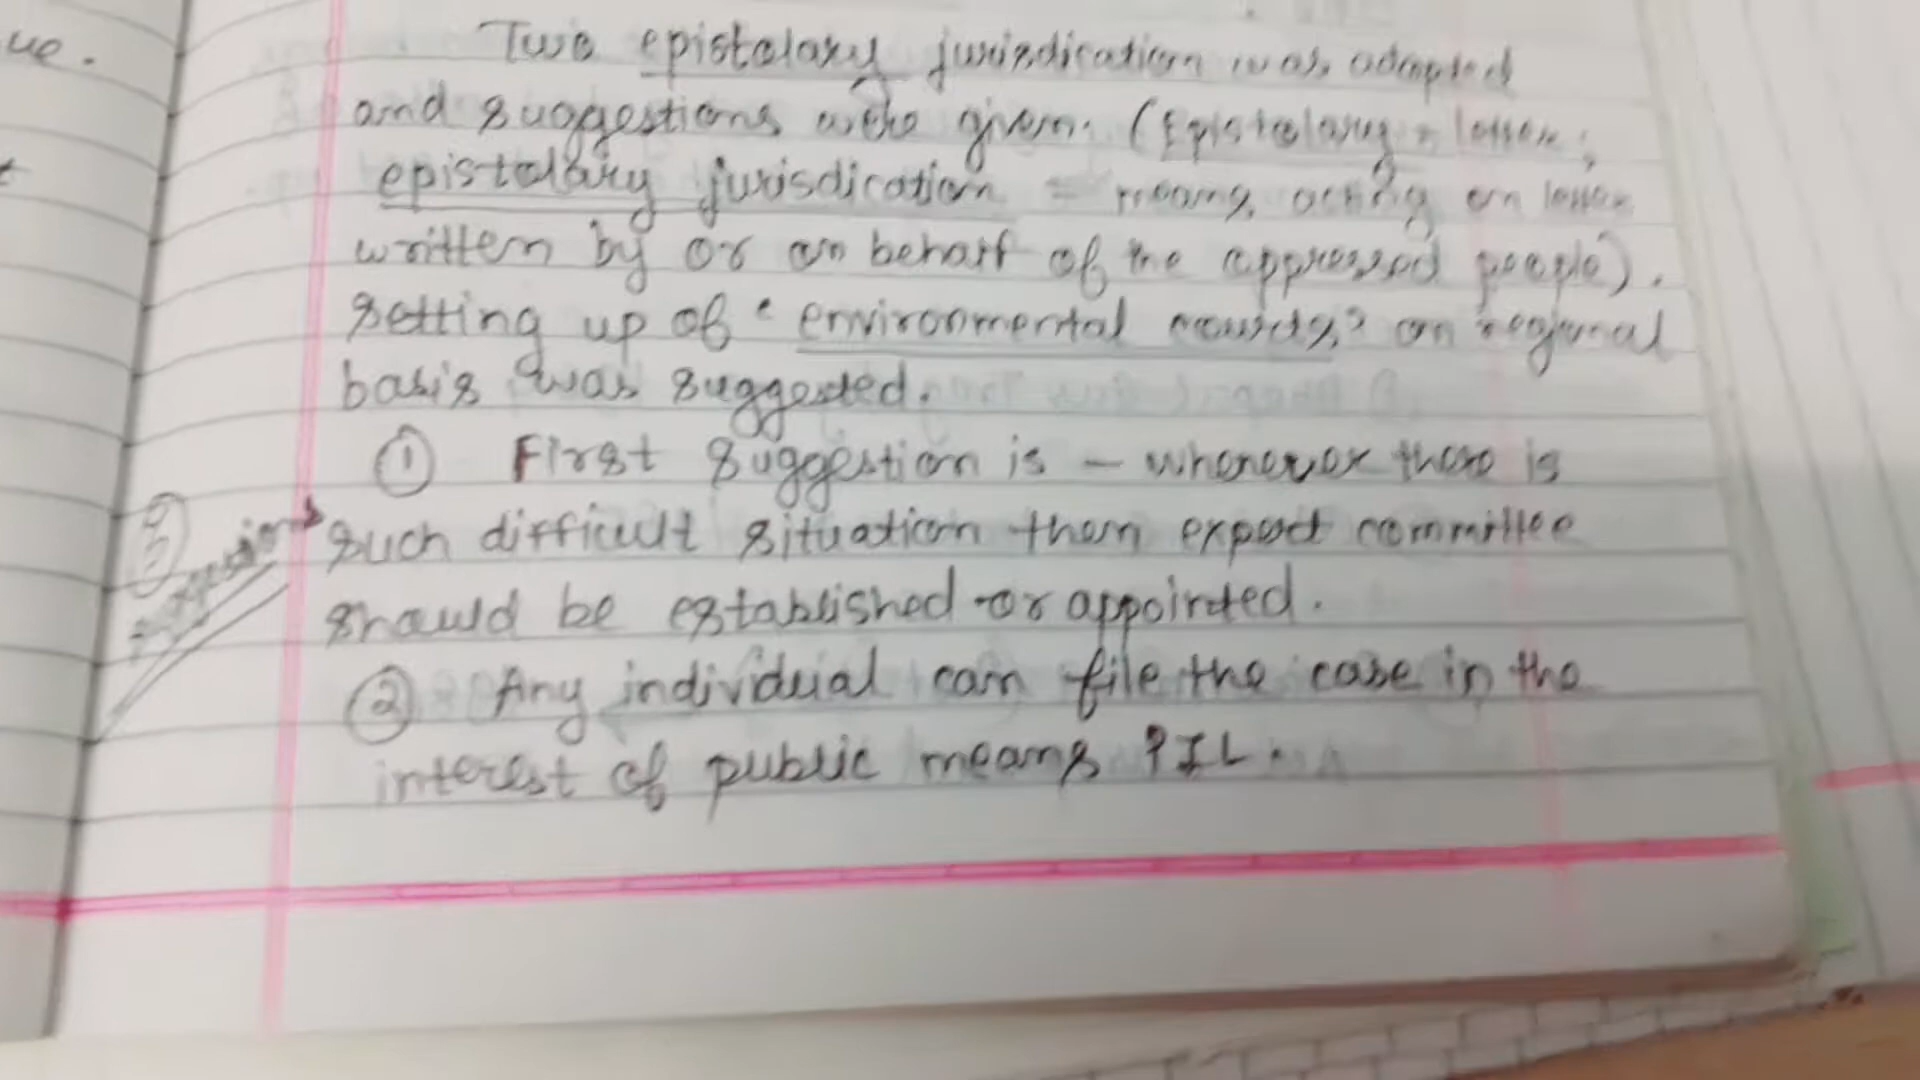 ue.
Two epistolary jurisdication was adopted
and suggestions were given. (Epistolary = letter;
epistolary jurisdication = means, acting on letter
written by or on behalf of the oppressed people).
Setting up of "environmental courts," on regional
basis was suggested.
① First suggestion is - whenever there is
such difficult situation then expert committee
should be established or appointed.
② Any individual can file the case in the
interest of public means PIL.